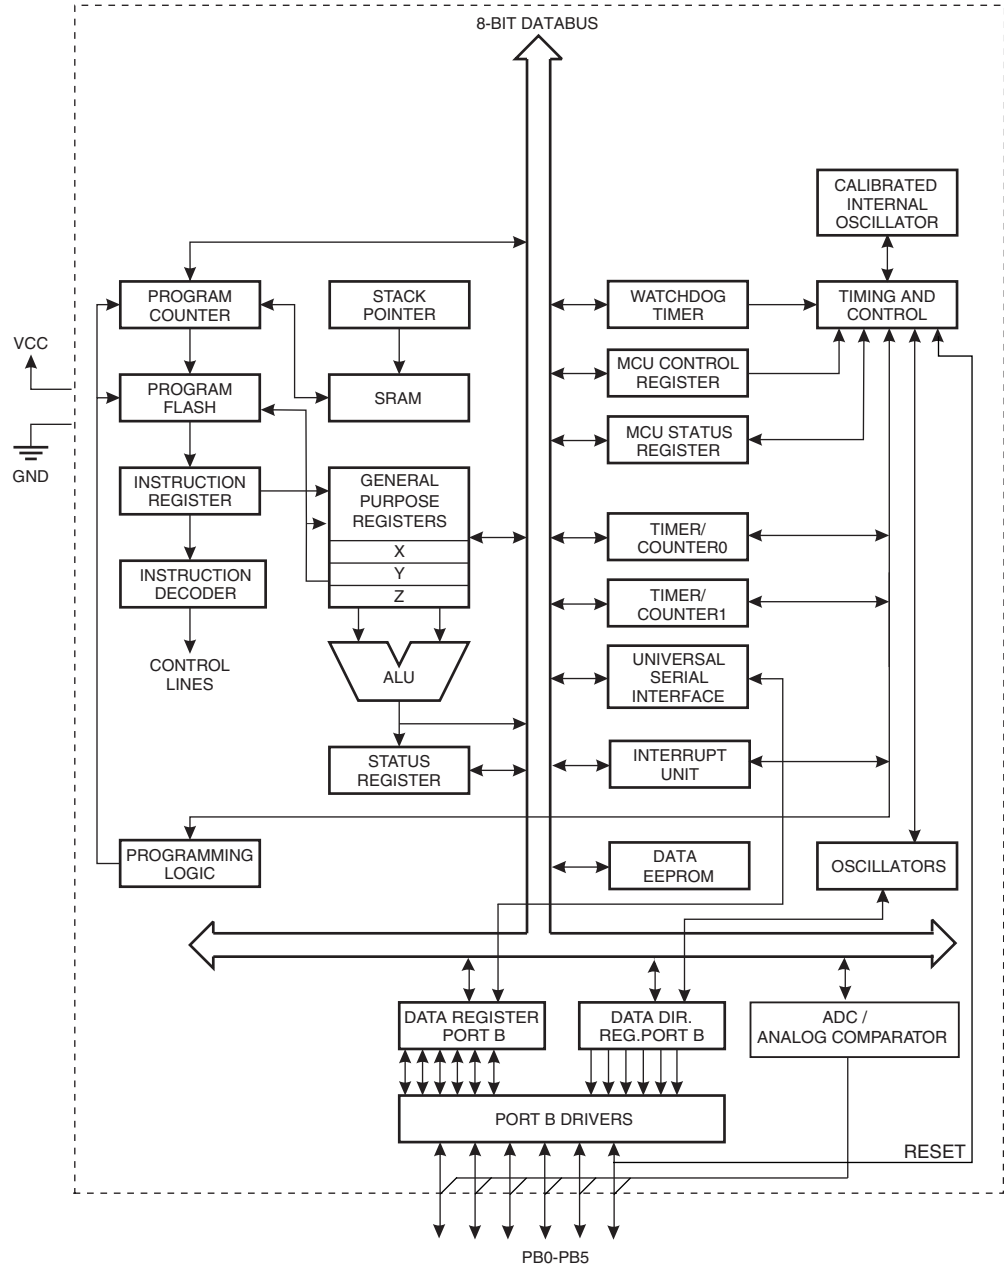 8-BIT DATABUS
CALIBRATED
INTERNAL
OSCILLATOR
PROGRAM
COUNTER
STACK
POINTER
WATCHDOG
TIMER
TIMING AND
CONTROL
VCC
GND
PROGRAM
FLASH
SRAM
MCU CONTROL
REGISTER
MCU STATUS
REGISTER
INSTRUCTION
REGISTER
GENERAL
PURPOSE
REGISTERS
X
Y
Z
INSTRUCTION
DECODER
CONTROL
LINES
TIMER/
COUNTER0
TIMER/
COUNTER1
ALU
UNIVERSAL
SERIAL
INTERFACE
STATUS
REGISTER
INTERRUPT
UNIT
PROGRAMMING
LOGIC
DATA
EEPROM
OSCILLATORS
DATA REGISTER
PORT B
DATA DIR.
REG.PORT B
ADC /
ANALOG COMPARATOR
PORT B DRIVERS
RESET
PB0-PB5